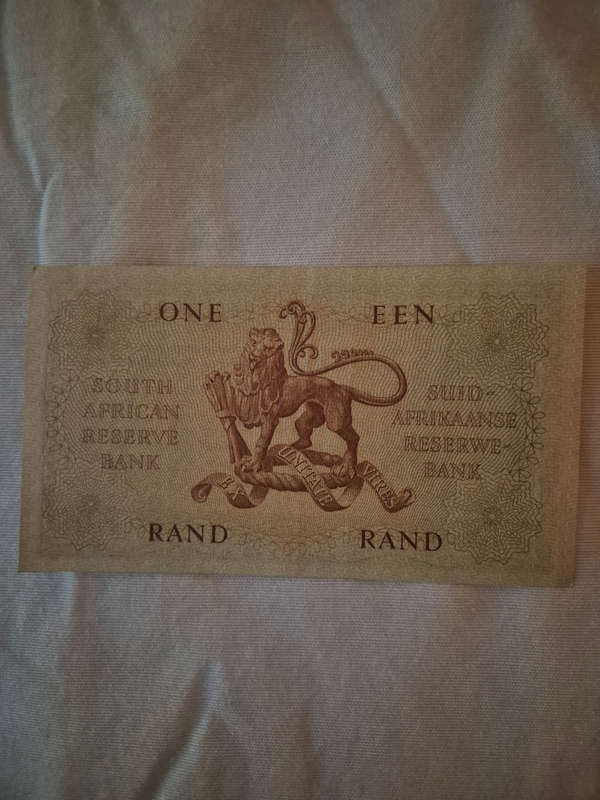 ONE EEN
SOUTH
AFRICAN
RESERVE
BANK
SUID-
AFRIKAANSE
RESERWE-
BANK
EX UNITATE VIRES
RAND RAND